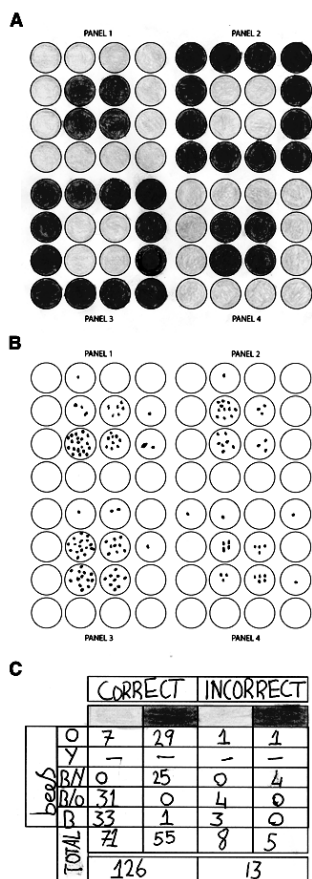 A
PANEL 1 PANEL 2
PANEL 3 PANEL 4
B
PANEL 1 PANEL 2
PANEL 3 PANEL 4
C
CORRECT INCORRECT
bees
O 7 29 1 1
Y – – – –
B/Y 0 25 0 4
B/O 31 0 4 0
B 33 1 3 0
TOTAL 71 55 8 5
126 13